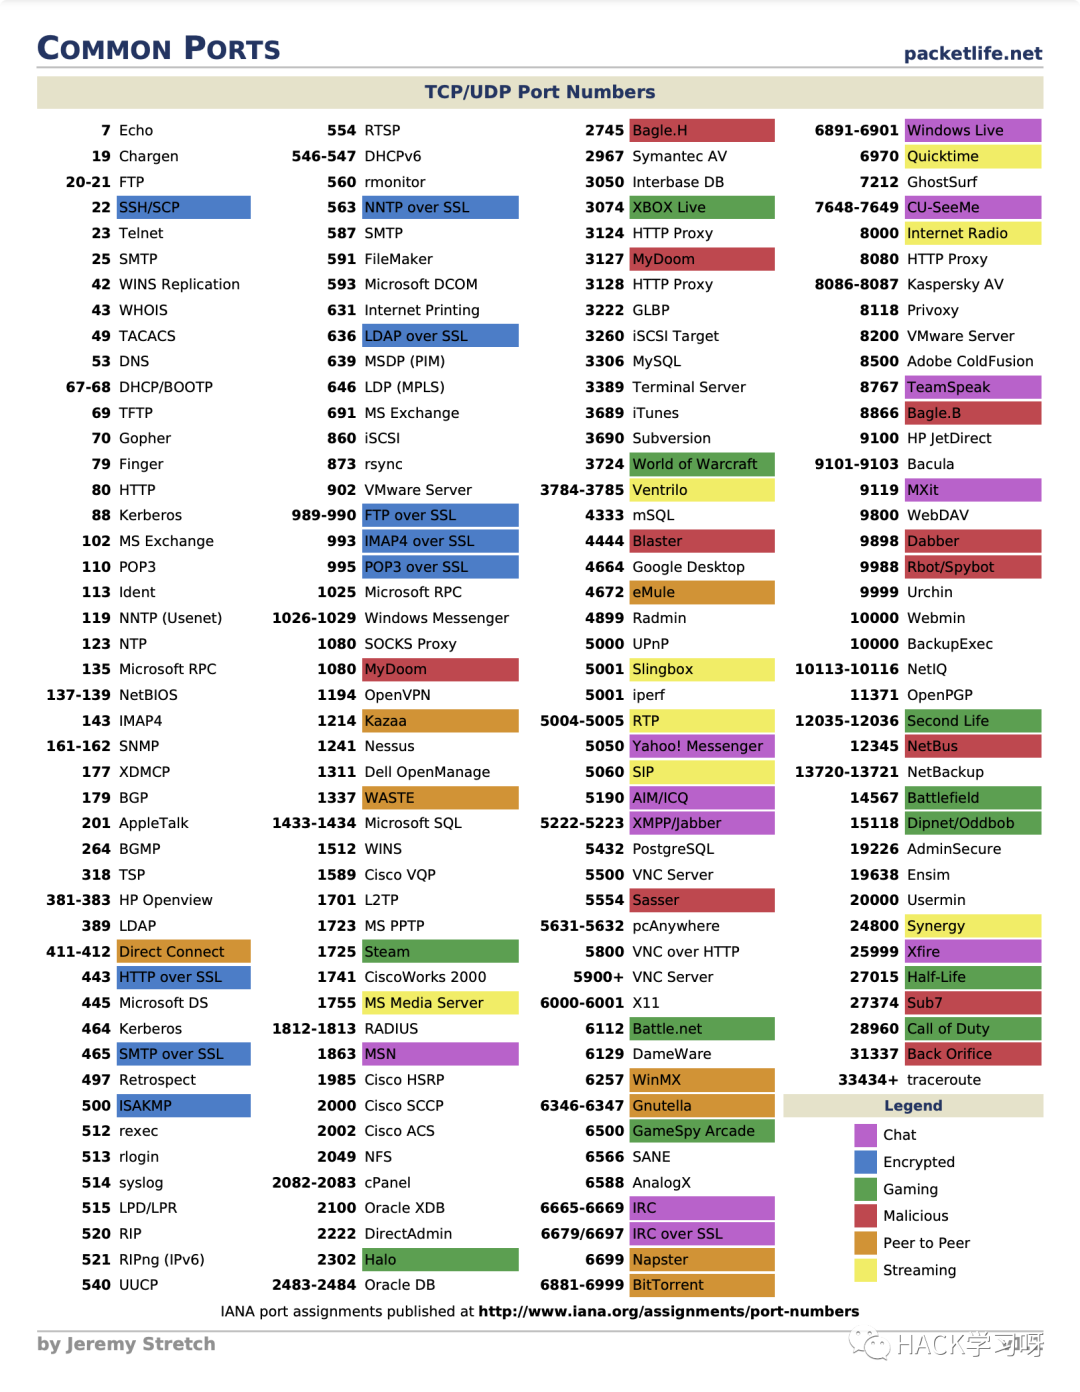 COMMON PORTS
packetlife.net
TCP/UDP Port Numbers
7 Echo
19 Chargen
20-21 FTP
22 SSH/SCP
23 Telnet
25 SMTP
42 WINS Replication
43 WHOIS
49 TACACS
53 DNS
67-68 DHCP/BOOTP
69 TFTP
70 Gopher
79 Finger
80 HTTP
88 Kerberos
102 MS Exchange
110 POP3
113 Ident
119 NNTP (Usenet)
123 NTP
135 Microsoft RPC
137-139 NetBIOS
143 IMAP4
161-162 SNMP
177 XDMCP
179 BGP
201 AppleTalk
264 BGMP
318 TSP
381-383 HP Openview
389 LDAP
411-412 Direct Connect
443 HTTP over SSL
445 Microsoft DS
464 Kerberos
465 SMTP over SSL
497 Retrospect
500 ISAKMP
512 rexec
513 rlogin
514 syslog
515 LPD/LPR
520 RIP
521 RIPng (IPv6)
540 UUCP
554 RTSP
546-547 DHCPv6
560 rmonitor
563 NNTP over SSL
587 SMTP
591 FileMaker
593 Microsoft DCOM
631 Internet Printing
636 LDAP over SSL
639 MSDP (PIM)
646 LDP (MPLS)
691 MS Exchange
860 iSCSI
873 rsync
902 VMware Server
989-990 FTP over SSL
993 IMAP4 over SSL
995 POP3 over SSL
1025 Microsoft RPC
1026-1029 Windows Messenger
1080 SOCKS Proxy
1080 MyDoom
1194 OpenVPN
1214 Kazaa
1241 Nessus
1311 Dell OpenManage
1337 WASTE
1433-1434 Microsoft SQL
1512 WINS
1589 Cisco VQP
1701 L2TP
1723 MS PPTP
1725 Steam
1741 CiscoWorks 2000
1755 MS Media Server
1812-1813 RADIUS
1863 MSN
1985 Cisco HSRP
2000 Cisco SCCP
2002 Cisco ACS
2049 NFS
2082-2083 cPanel
2100 Oracle XDB
2222 DirectAdmin
2302 Halo
2483-2484 Oracle DB
2745 Bagle.H
2967 Symantec AV
3050 Interbase DB
3074 XBOX Live
3124 HTTP Proxy
3127 MyDoom
3128 HTTP Proxy
3222 GLBP
3260 iSCSI Target
3306 MySQL
3389 Terminal Server
3689 iTunes
3690 Subversion
3724 World of Warcraft
3784-3785 Ventrilo
4333 mSQL
4444 Blaster
4664 Google Desktop
4672 eMule
4899 Radmin
5000 UPnP
5001 Slingbox
5001 iperf
5004-5005 RTP
5050 Yahoo! Messenger
5060 SIP
5190 AIM/ICQ
5222-5223 XMPP/Jabber
5432 PostgreSQL
5500 VNC Server
5554 Sasser
5631-5632 pcAnywhere
5800 VNC over HTTP
5900+ VNC Server
6000-6001 X11
6112 Battle.net
6129 DameWare
6257 WinMX
6346-6347 Gnutella
6500 GameSpy Arcade
6566 SANE
6588 AnalogX
6665-6669 IRC
6679/6697 IRC over SSL
6699 Napster
6881-6999 BitTorrent
6891-6901 Windows Live
6970 Quicktime
7212 GhostSurf
7648-7649 CU-SeeMe
8000 Internet Radio
8080 HTTP Proxy
8086-8087 Kaspersky AV
8118 Privoxy
8200 VMware Server
8500 Adobe ColdFusion
8767 TeamSpeak
8866 Bagle.B
9100 HP JetDirect
9101-9103 Bacula
9119 MXit
9800 WebDAV
9898 Dabber
9988 Rbot/Spybot
9999 Urchin
10000 Webmin
10000 BackupExec
10113-10116 NetIQ
11371 OpenPGP
12035-12036 Second Life
12345 NetBus
13720-13721 NetBackup
14567 Battlefield
15118 Dipnet/Oddbob
19226 AdminSecure
19638 Ensim
20000 Usermin
24800 Synergy
25999 Xfire
27015 Half-Life
27374 Sub7
28960 Call of Duty
31337 Back Orifice
33434+ traceroute
Legend
Chat
Encrypted
Gaming
Malicious
Peer to Peer
Streaming
IANA port assignments published at http://www.iana.org/assignments/port-numbers
by Jeremy Stretch
HACK学习呀